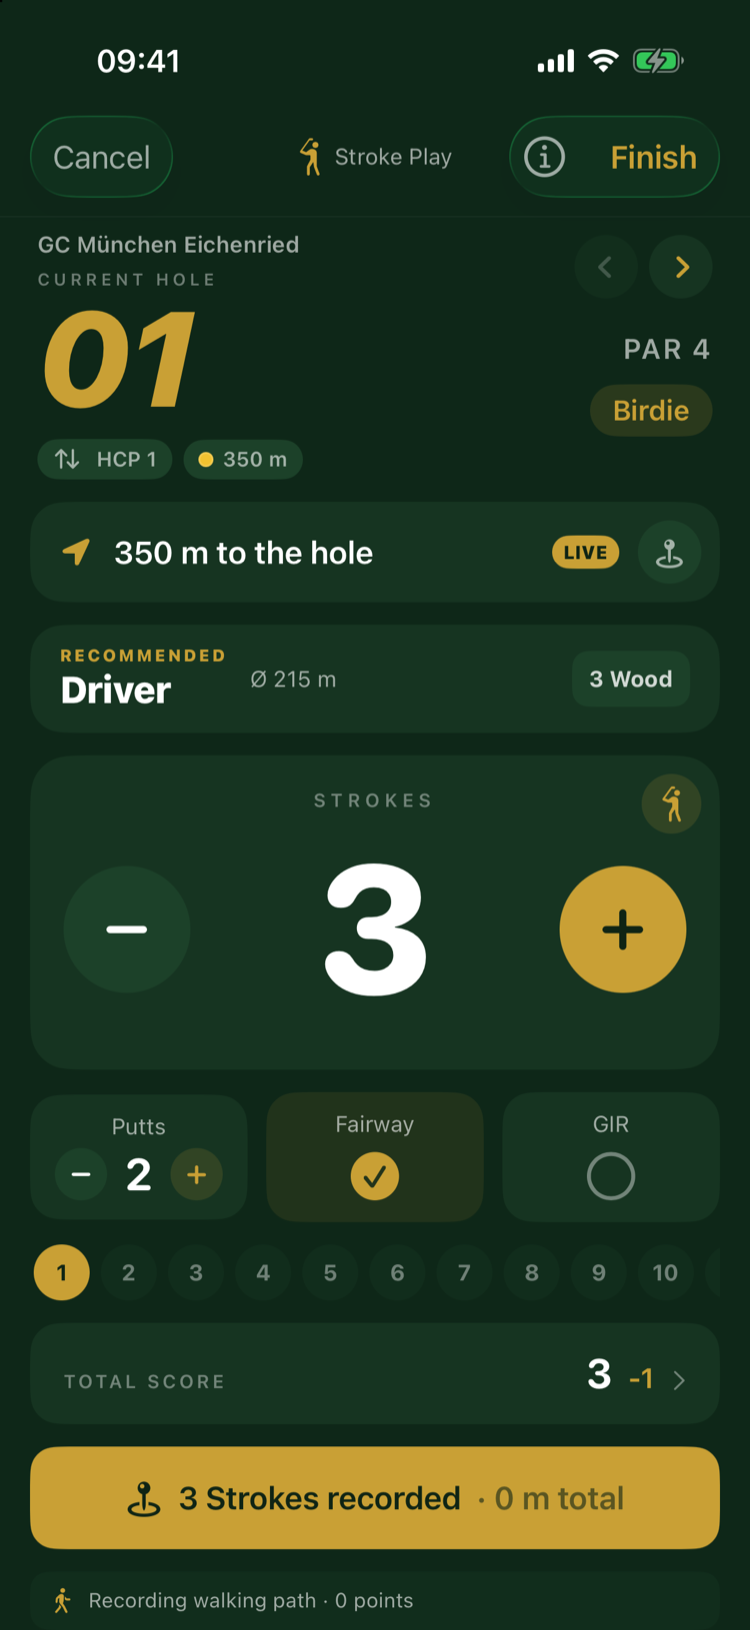 09:41
Cancel
Stroke Play
Finish
GC München Eichenried
CURRENT HOLE
01
PAR 4
Birdie
HCP 1
350 m
350 m to the hole
LIVE
RECOMMENDED
Driver
Ø 215 m
3 Wood
STROKES
3
Putts
2
Fairway
GIR
1 2 3 4 5 6 7 8 9 10
TOTAL SCORE
3 -1
3 Strokes recorded · 0 m total
Recording walking path · 0 points